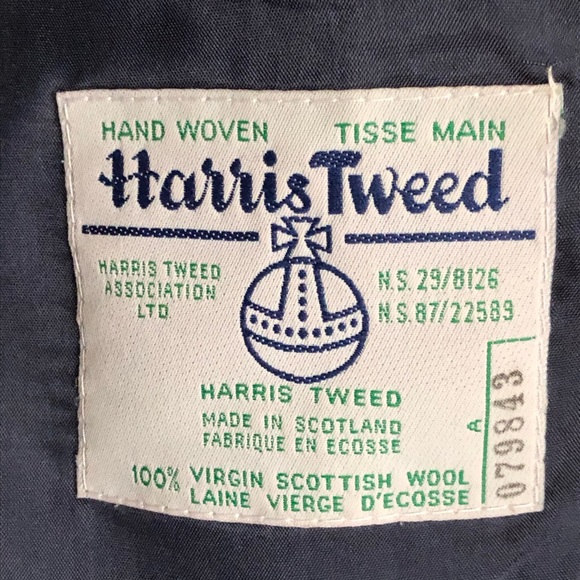 HAND WOVEN TISSE MAIN
Harris Tweed
HARRIS TWEED
ASSOCIATION
LTD.
N.S. 29/8126
N.S. 87/22589
HARRIS TWEED
MADE IN SCOTLAND
FABRIQUE EN ECOSSE
100% VIRGIN SCOTTISH WOOL
LAINE VIERGE D'ECOSSE
A
079843